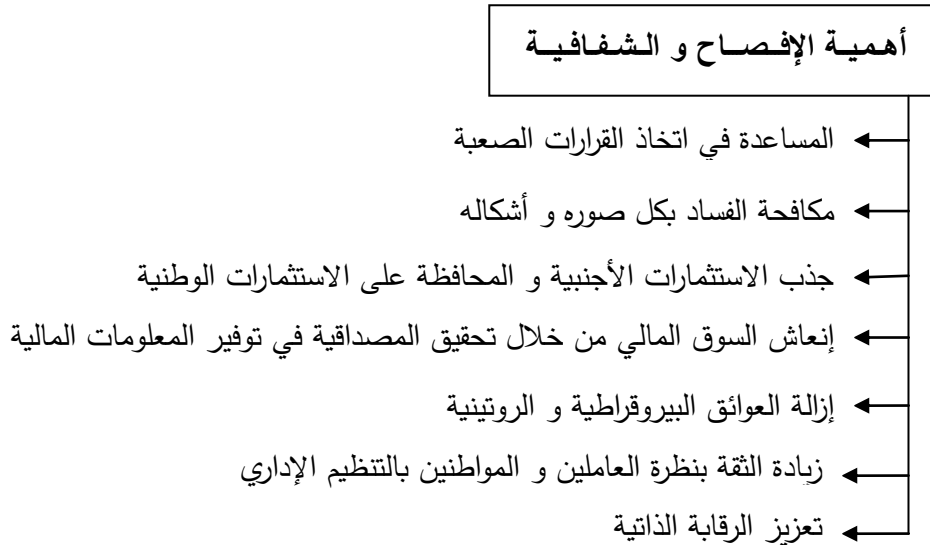 أهمية الإفصاح و الشفافية
المساعدة في اتخاذ القرارات الصعبة
مكافحة الفساد بكل صوره و أشكاله
جذب الاستثمارات الأجنبية و المحافظة على الاستثمارات الوطنية
إنعاش السوق المالي من خلال تحقيق المصداقية في توفير المعلومات المالية
إزالة العوائق البيروقراطية و الروتينية
زيادة الثقة بنظرة العاملين و المواطنين بالتنظيم الإداري
تعزيز الرقابة الذاتية